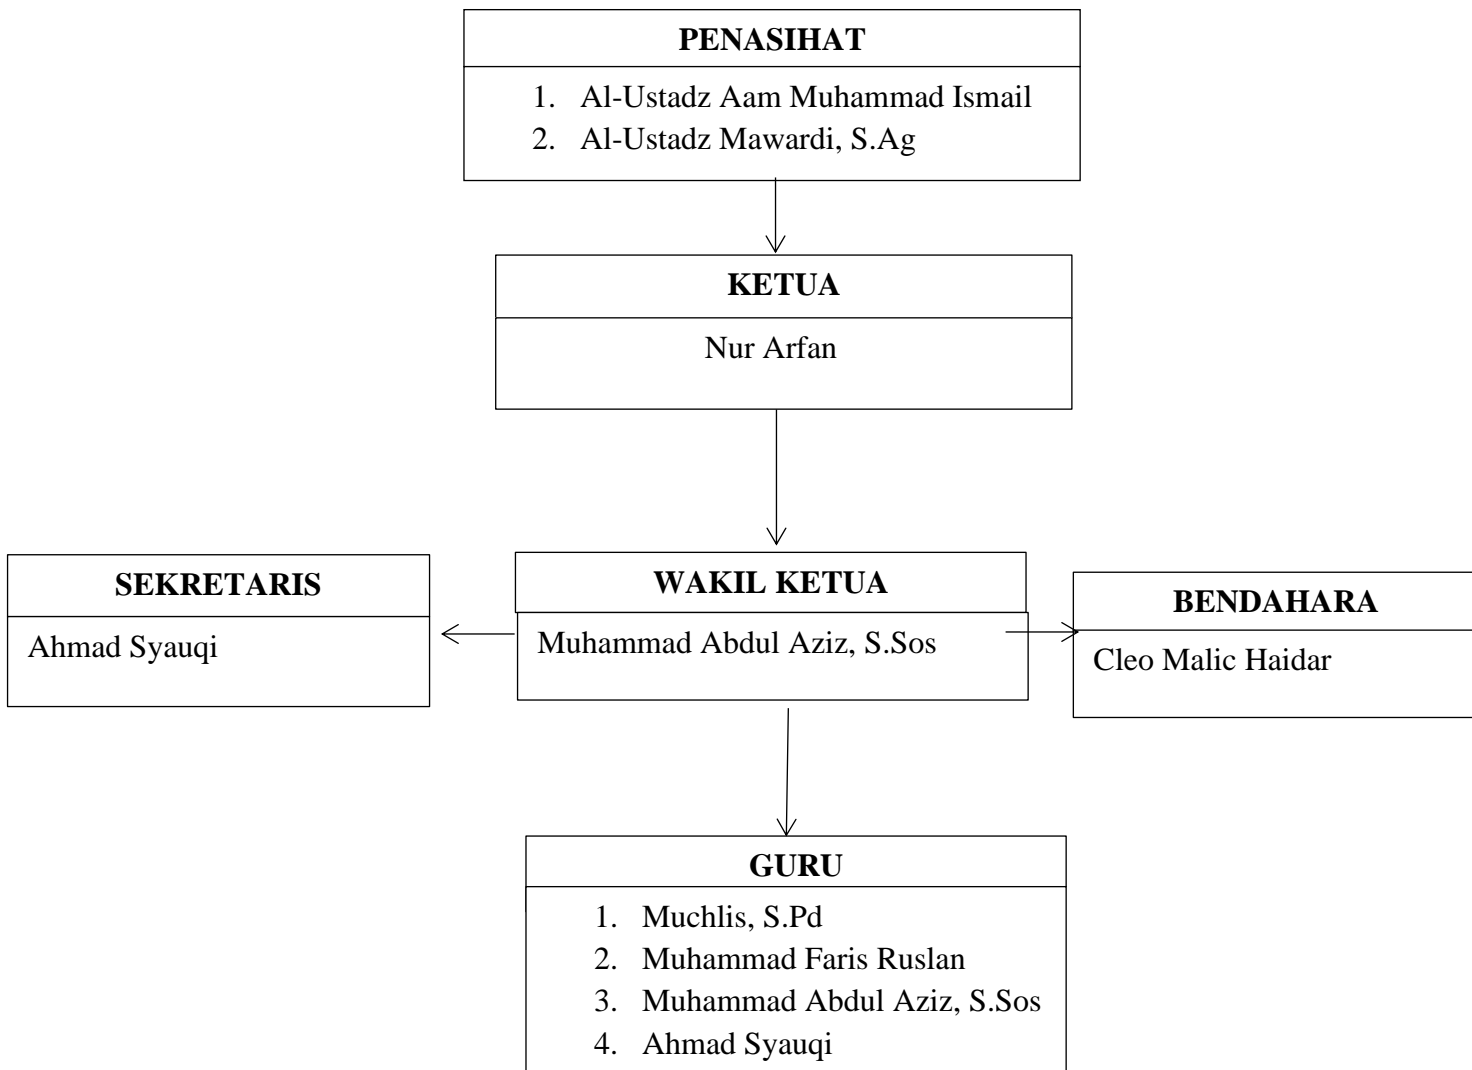 PENASIHAT
1. Al-Ustadz Aam Muhammad Ismail
2. Al-Ustadz Mawardi, S.Ag
KETUA
Nur Arfan
SEKRETARIS
Ahmad Syauqi
WAKIL KETUA
Muhammad Abdul Aziz, S.Sos
BENDAHARA
Cleo Malic Haidar
GURU
1. Muchlis, S.Pd
2. Muhammad Faris Ruslan
3. Muhammad Abdul Aziz, S.Sos
4. Ahmad Syauqi